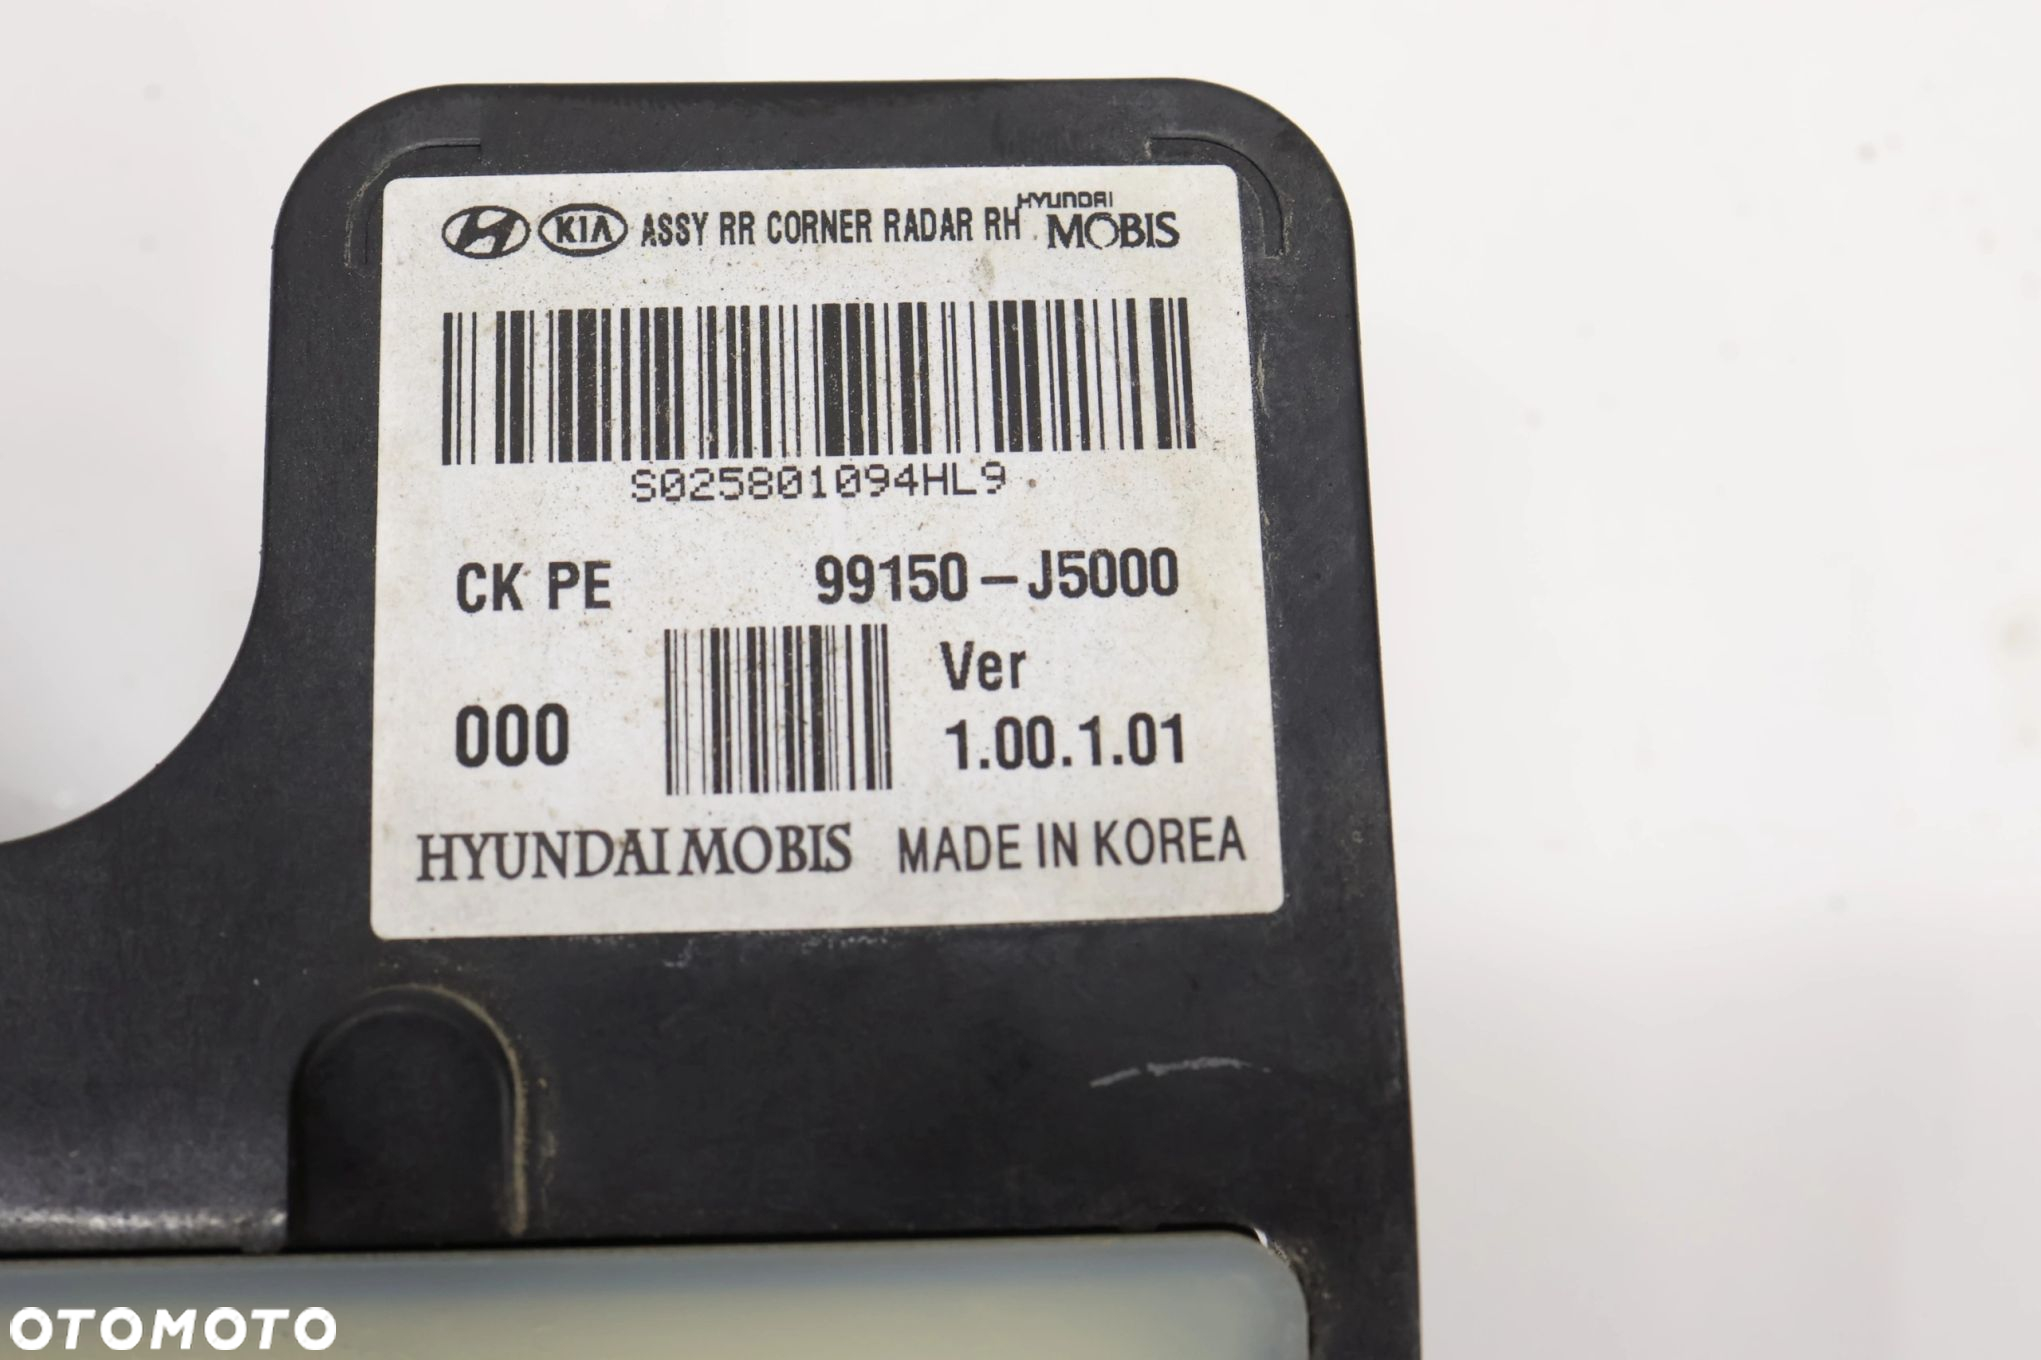 KIA ASSY RR CORNER RADAR RH HYUNDAI MOBIS
S025801094HL9
CK PE 99150-J5000
Ver
000 1.00.1.01
HYUNDAI MOBIS MADE IN KOREA
OTOMOTO